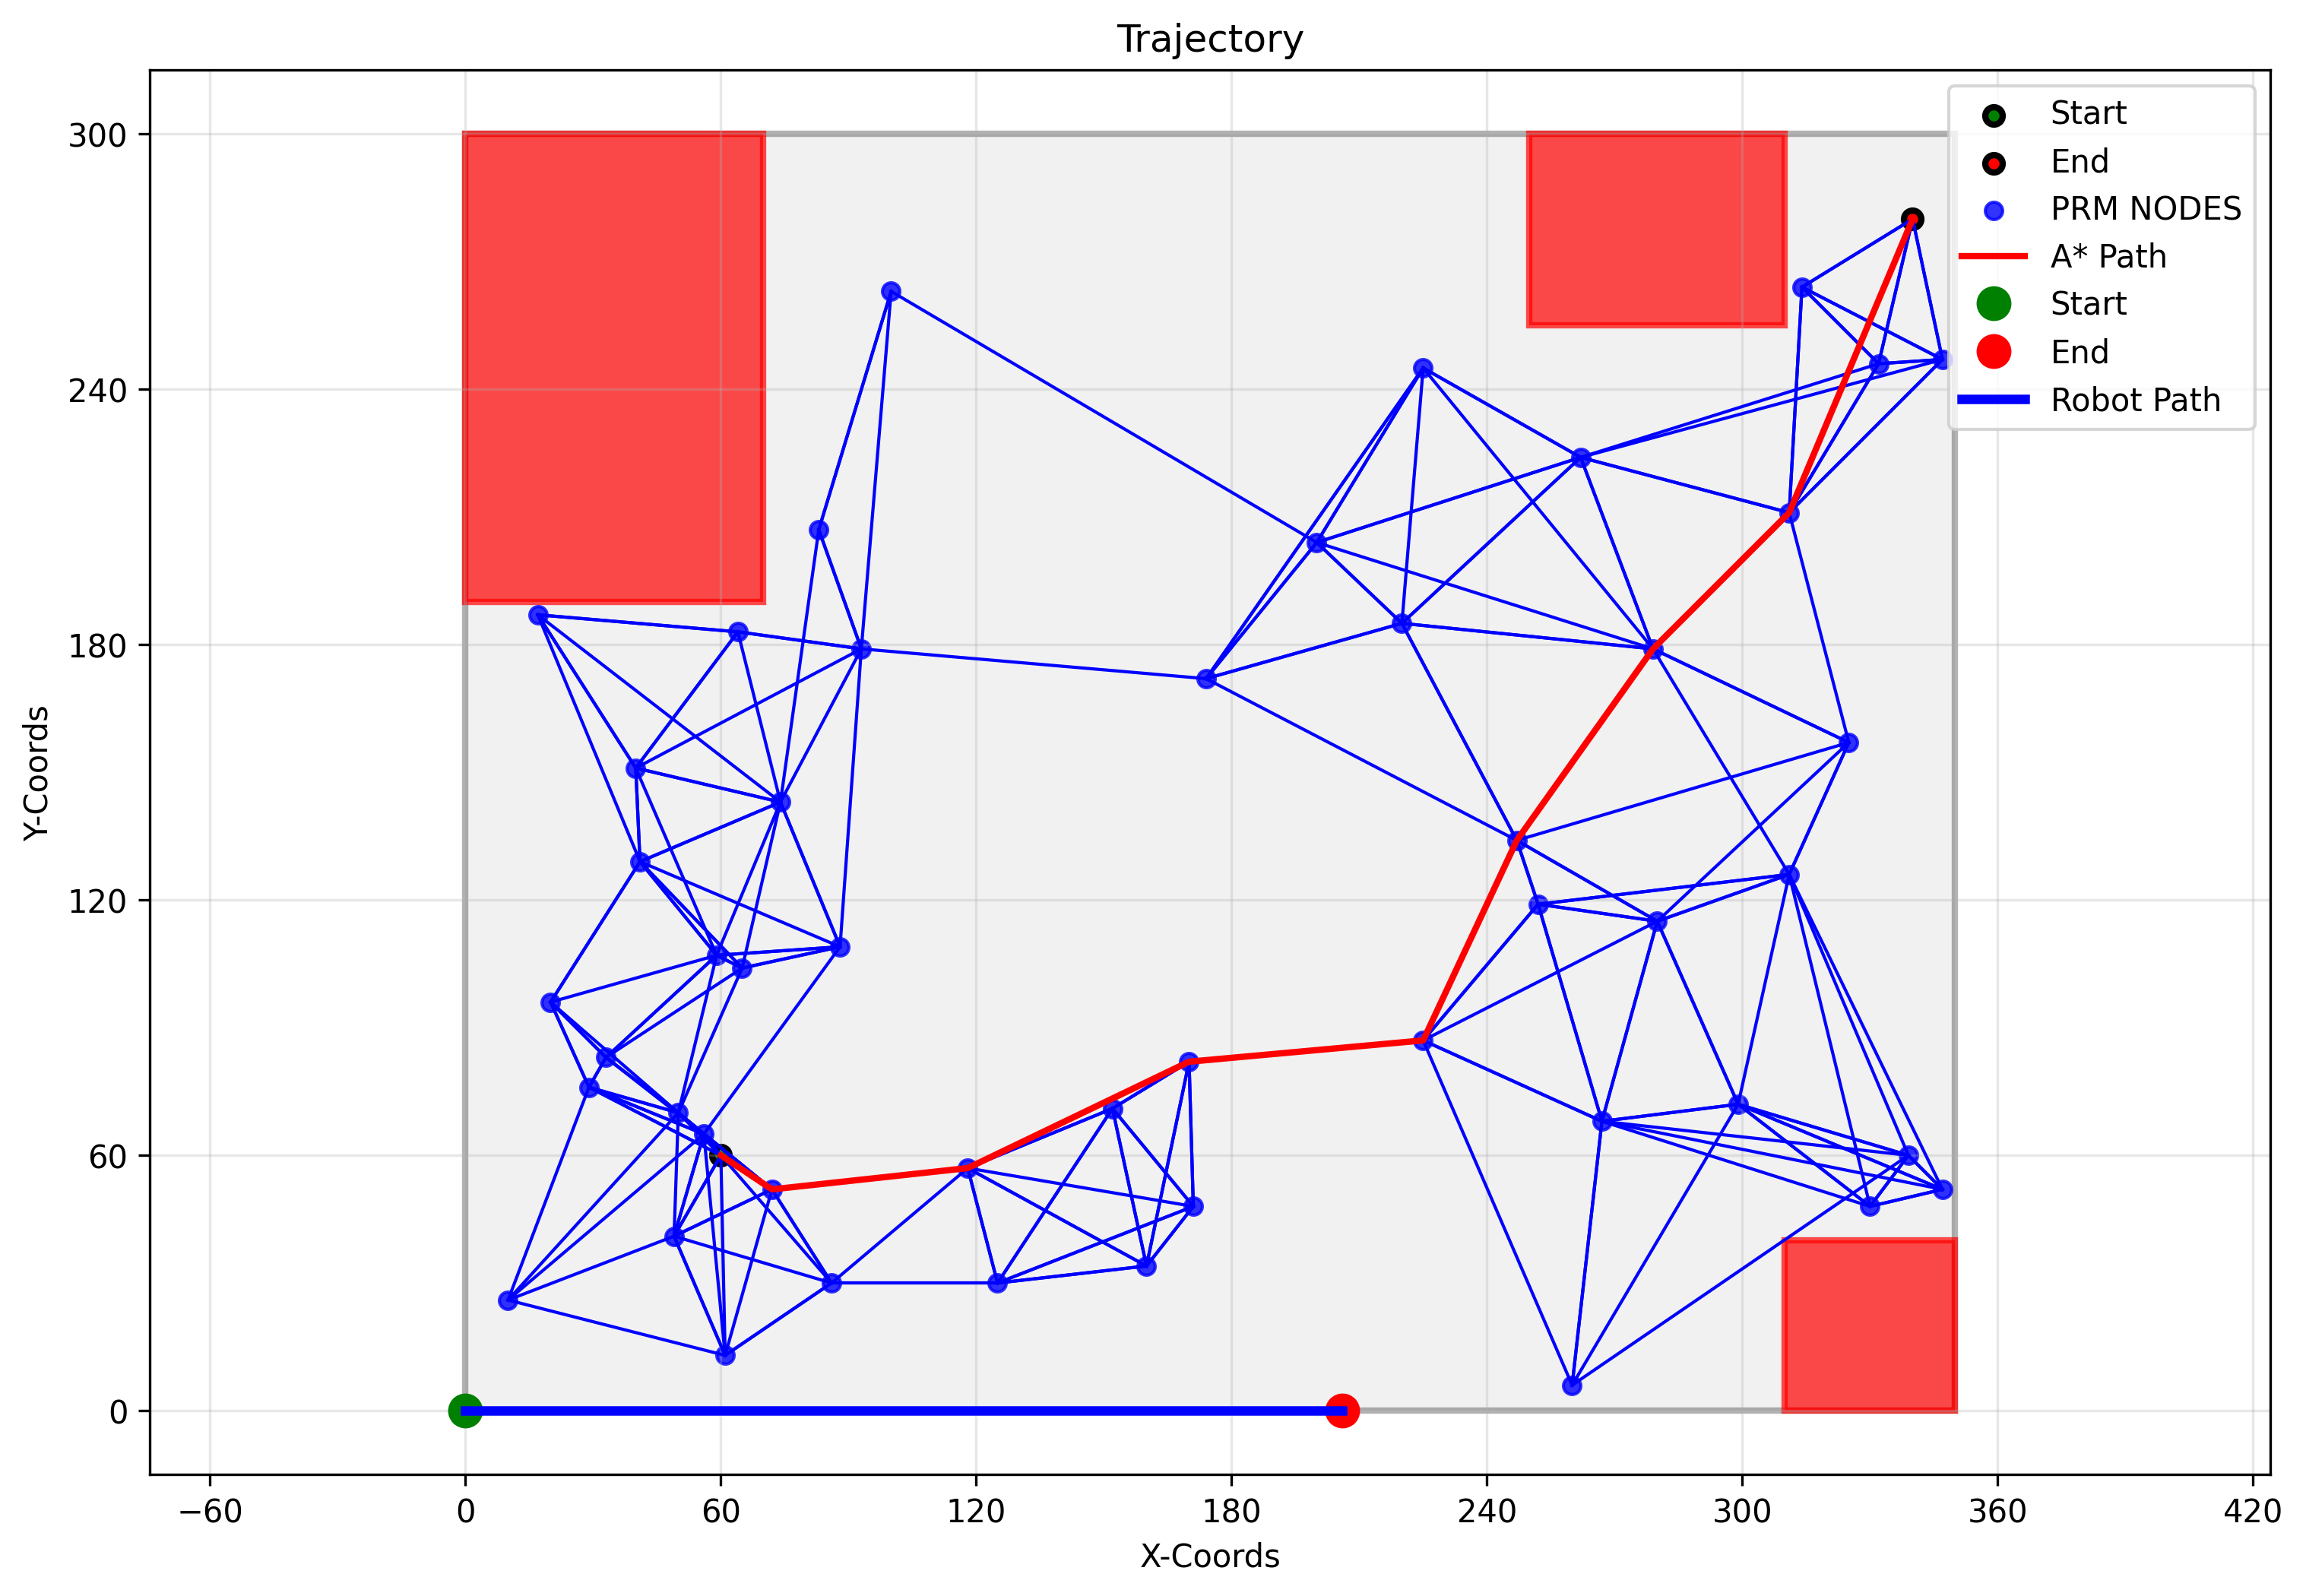 Trajectory
Start
End
PRM NODES
A* Path
Start
End
Robot Path
300
240
180
120
60
0
Y-Coords
−60
0
60
120
180
240
300
360
420
X-Coords